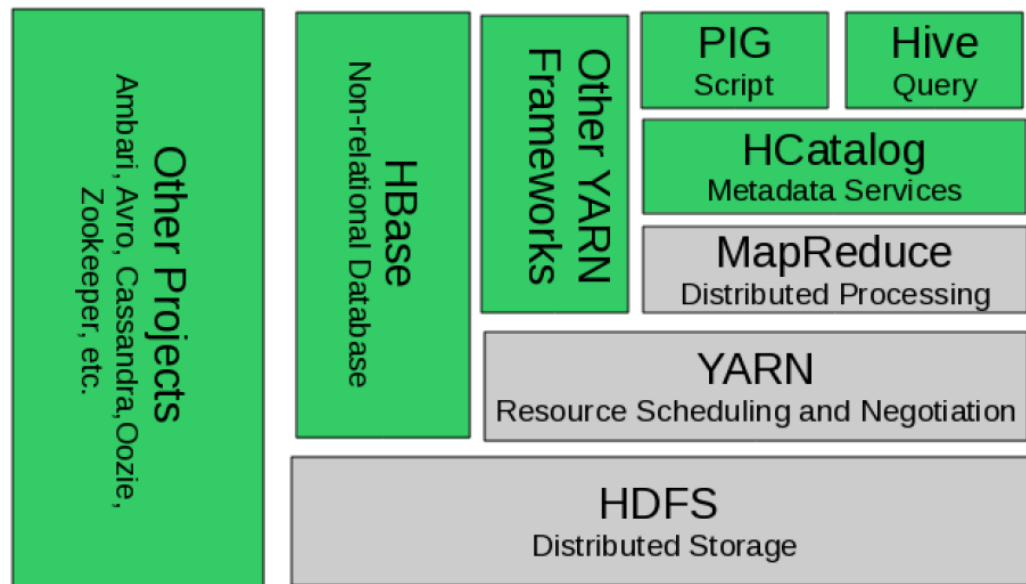 Other Projects
Ambari, Avro, Cassandra,Oozie,
Zookeeper, etc.
HBase
Non-relational Database
Other YARN
Frameworks
PIG
Script
Hive
Query
HCatalog
Metadata Services
MapReduce
Distributed Processing
YARN
Resource Scheduling and Negotiation
HDFS
Distributed Storage